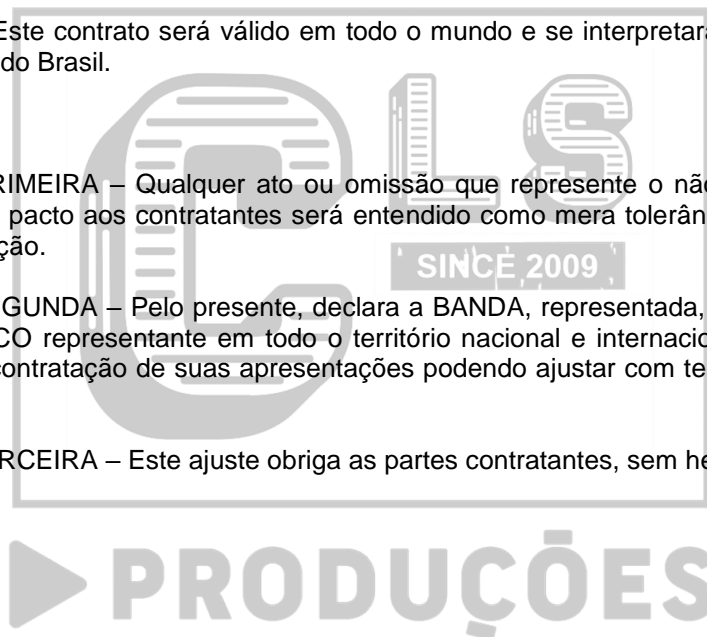 Este contrato será válido em todo o mundo e se interpretar
do Brasil.
CLS
RIMEIRA – Qualquer ato ou omissão que represente o nã
pacto aos contratantes será entendido como mera tolerân
ção.
SINCE 2009
GUNDA – Pelo presente, declara a BANDA, representada,
CO representante em todo o território nacional e internacio
contratação de suas apresentações podendo ajustar com te
RCEIRA – Este ajuste obriga as partes contratantes, sem he
PRODUÇÕES